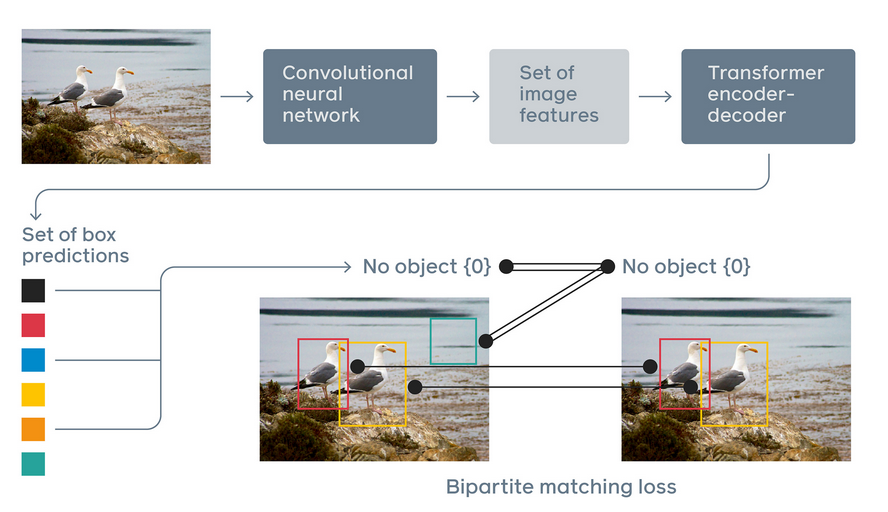 Convolutional
neural
network
Set of
image
features
Transformer
encoder-
decoder
Set of box
predictions
No object {0}
No object {0}
Bipartite matching loss